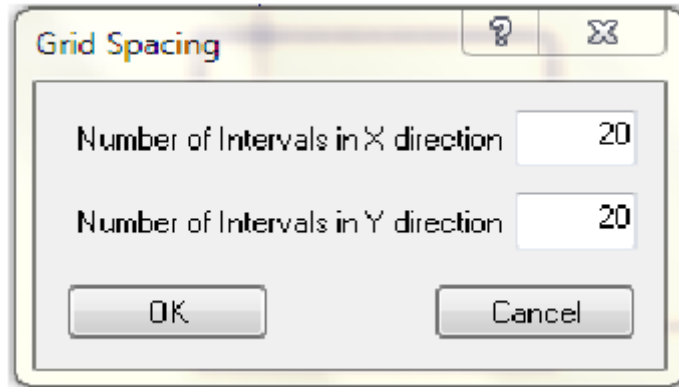 Grid Spacing
Number of Intervals in X direction 20
Number of Intervals in Y direction 20
OK Cancel